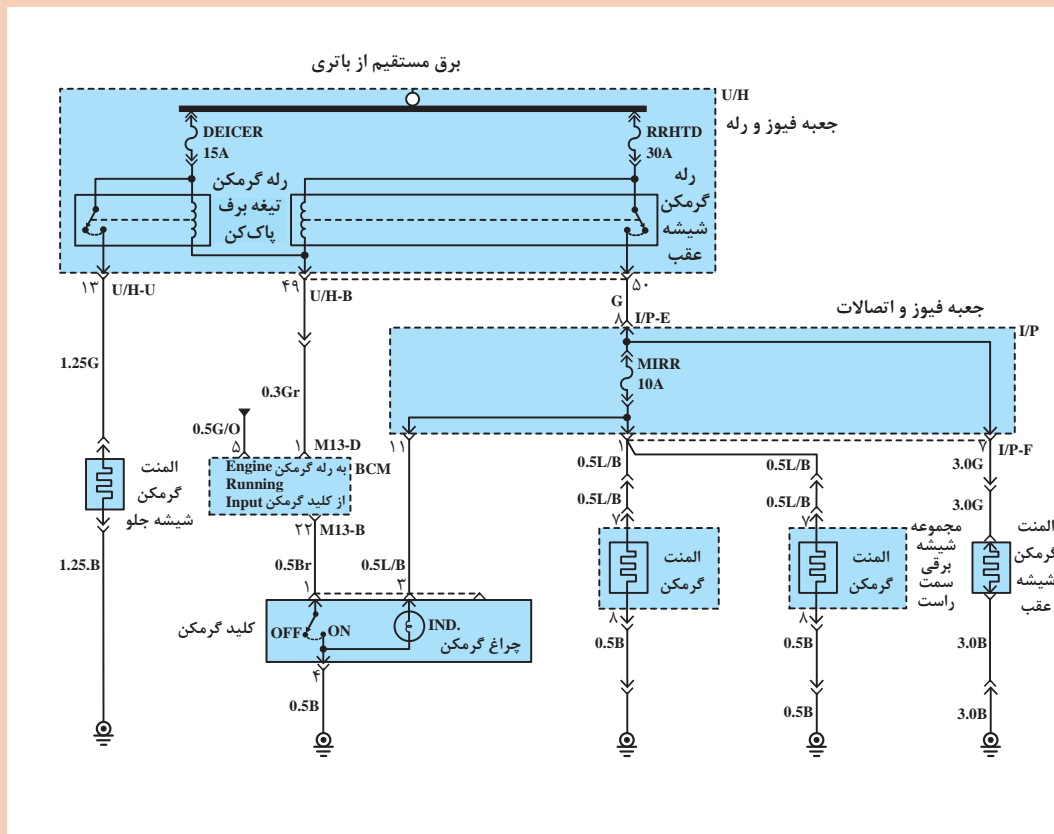 برق مستقیم از باتری
U/H
جعبه فیوز و رله
DEICER
15A
RRHTD
30A
رله گرمکن
تیغه برف
پاک‌کن
رله
گرمکن
شیشه
عقب
۱۳
U/H-U
۴۹
U/H-B
۵۰
G
۸
I/P-E
جعبه فیوز و اتصالات
I/P
MIRR
10A
1.25G
0.3Gr
0.5G/O
۵
۱
M13-D
۱۱
۱
۷
I/P-F
به رله گرمکن Engine
Running
از کلید گرمکن Input
BCM
۲۲
M13-B
المنت
گرمکن
شیشه جلو
0.5L/B
0.5L/B
3.0G
0.5L/B
0.5L/B
3.0G
۷
۷
1.25.B
0.5Br
0.5L/B
۱
۳
المنت
گرمکن
المنت
گرمکن
مجموعه
شیشه
برقی
سمت
راست
المنت
گرمکن
شیشه
عقب
کلید گرمکن
OFF
ON
IND.
چراغ گرمکن
۸
۸
0.5B
0.5B
3.0B
۴
0.5B
0.5B
3.0B